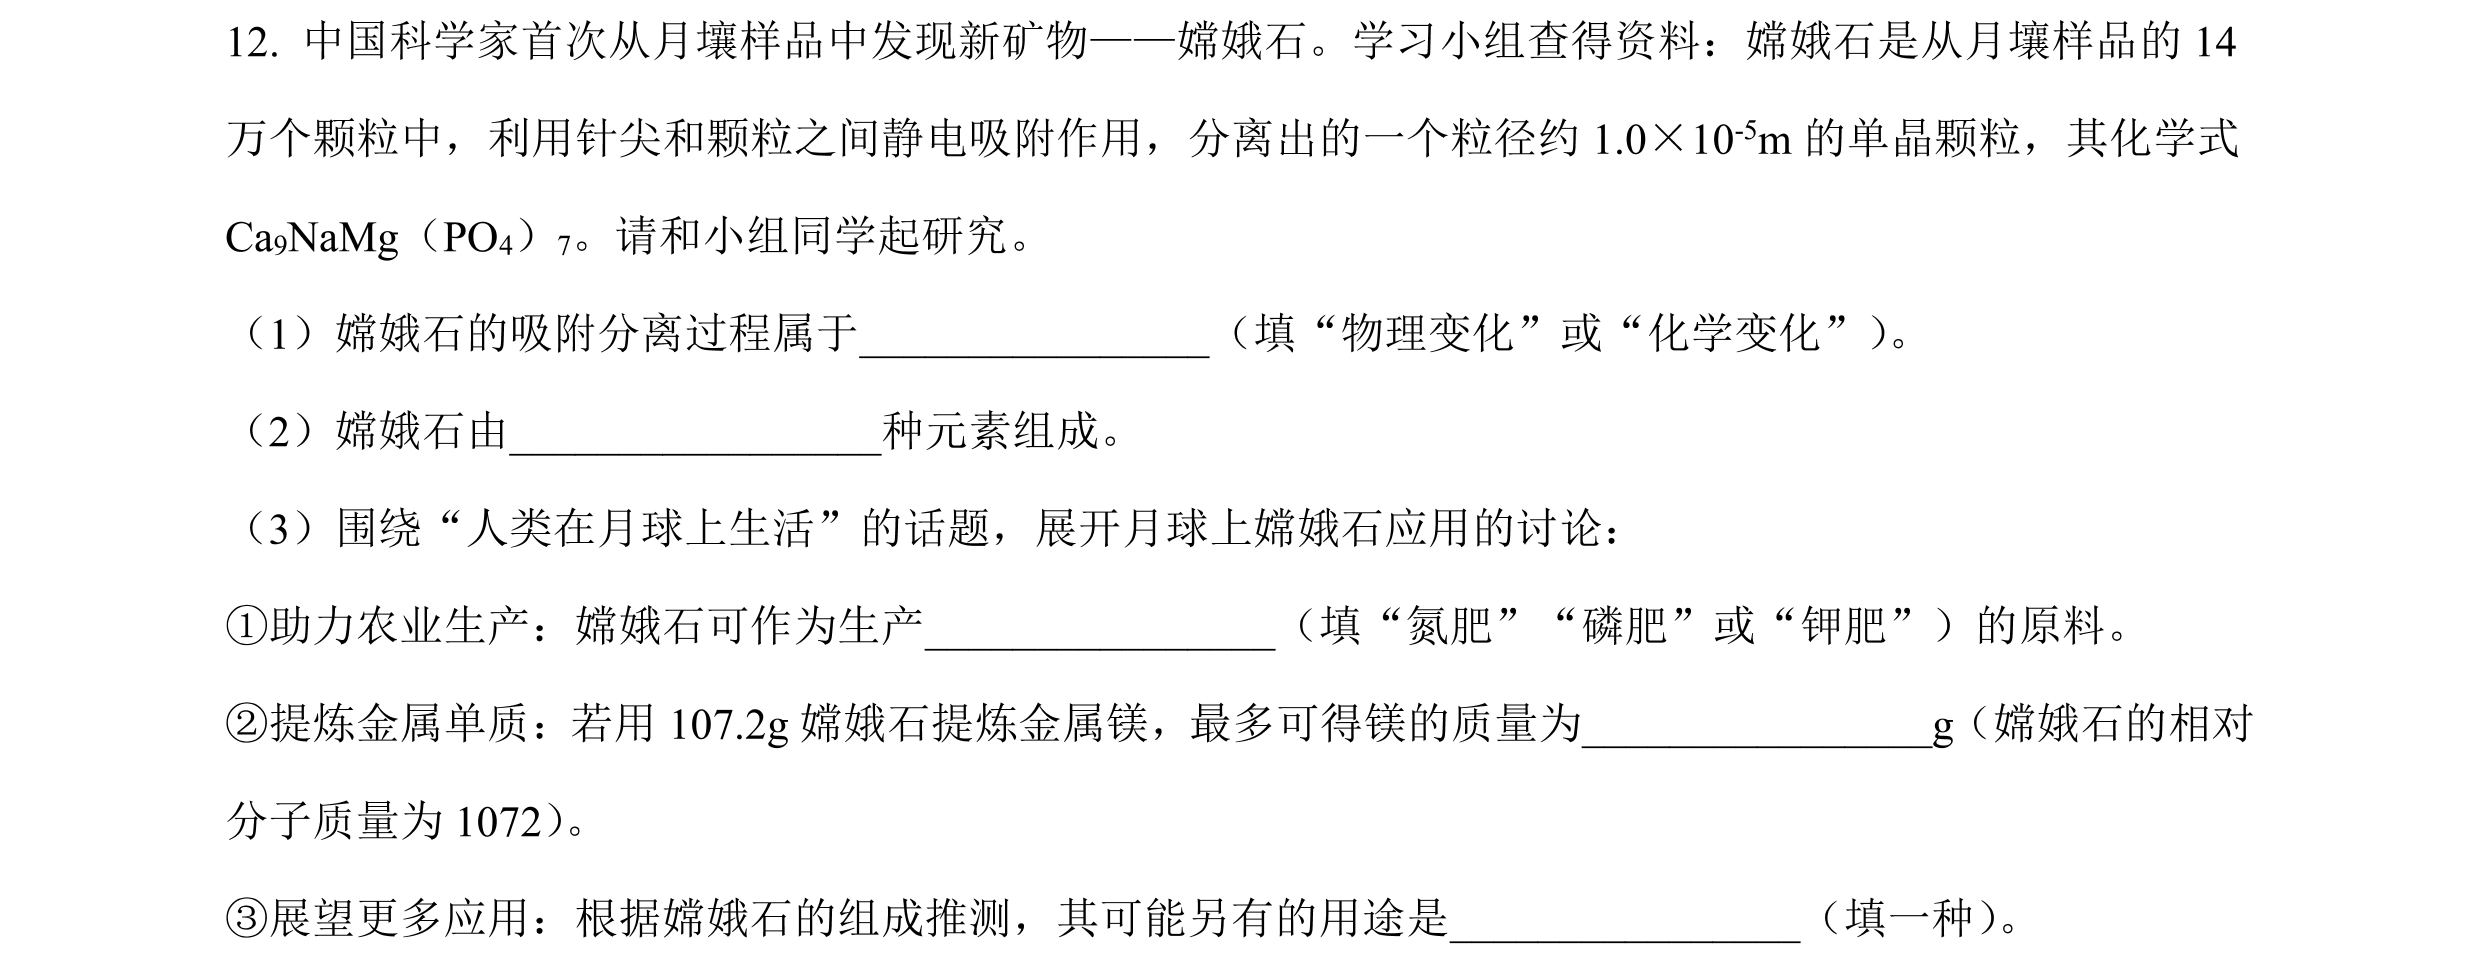 12. 中国科学家首次从月壤样品中发现新矿物——嫦娥石。学习小组查得资料：嫦娥石是从月壤样品的 14
万个颗粒中，利用针尖和颗粒之间静电吸附作用，分离出的一个粒径约 1.0×10⁻⁵m 的单晶颗粒，其化学式
Ca₉NaMg（PO₄）₇。请和小组同学起研究。
（1）嫦娥石的吸附分离过程属于________________（填“物理变化”或“化学变化”）。
（2）嫦娥石由_________________种元素组成。
（3）围绕“人类在月球上生活”的话题，展开月球上嫦娥石应用的讨论：
①助力农业生产：嫦娥石可作为生产________________（填“氮肥”“磷肥”或“钾肥”）的原料。
②提炼金属单质：若用 107.2g 嫦娥石提炼金属镁，最多可得镁的质量为________________g（嫦娥石的相对
分子质量为 1072）。
③展望更多应用：根据嫦娥石的组成推测，其可能另有的用途是________________（填一种）。